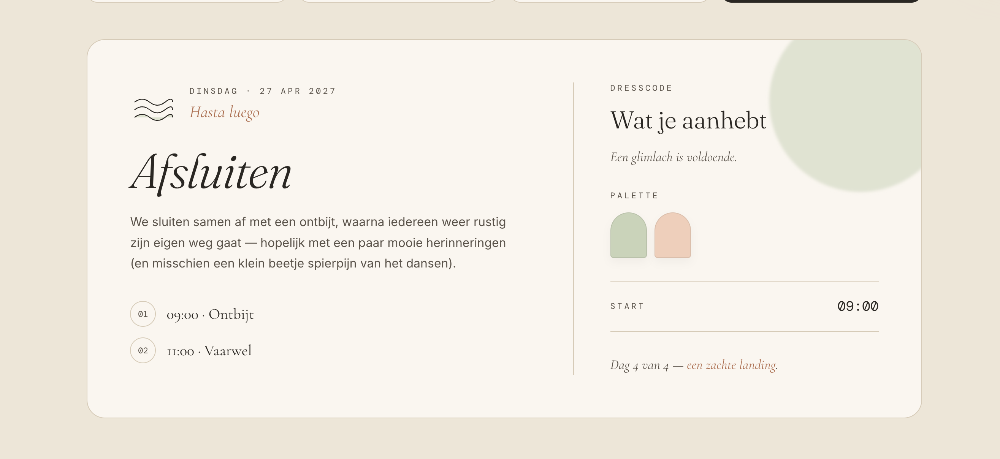 DINSDAG · 27 APR 2027
Hasta luego
Afsluiten
We sluiten samen af met een ontbijt, waarna iedereen weer rustig
zijn eigen weg gaat — hopelijk met een paar mooie herinneringen
(en misschien een klein beetje spierpijn van het dansen).
01 09:00 · Ontbijt
02 11:00 · Vaarwel
DRESSCODE
Wat je aanhebt
Een glimlach is voldoende.
PALETTE
START 09:00
Dag 4 van 4 — een zachte landing.